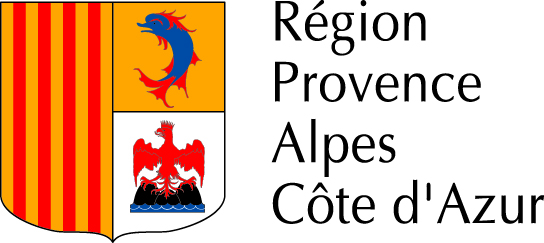 Région
Provence
Alpes
Côte d'Azur